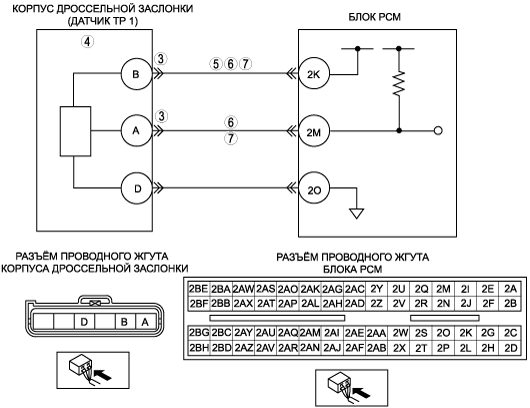 КОРПУС ДРОССЕЛЬНОЙ ЗАСЛОНКИ
(ДАТЧИК TP 1)
БЛОК PCM
4
B
3
5 6 7
2K
A
3
6
7
2M
D
2O
РАЗЪЁМ ПРОВОДНОГО ЖГУТА
КОРПУСА ДРОССЕЛЬНОЙ ЗАСЛОНКИ
D B A
РАЗЪЁМ ПРОВОДНОГО ЖГУТА
БЛОКА PCM
2BE 2BA 2AW 2AS 2AO 2AK 2AG 2AC 2Y 2U 2Q 2M 2I 2E 2A
2BF 2BB 2AX 2AT 2AP 2AL 2AH 2AD 2Z 2V 2R 2N 2J 2F 2B
2BG 2BC 2AY 2AU 2AQ 2AM 2AI 2AE 2AA 2W 2S 2O 2K 2G 2C
2BH 2BD 2AZ 2AV 2AR 2AN 2AJ 2AF 2AB 2X 2T 2P 2L 2H 2D